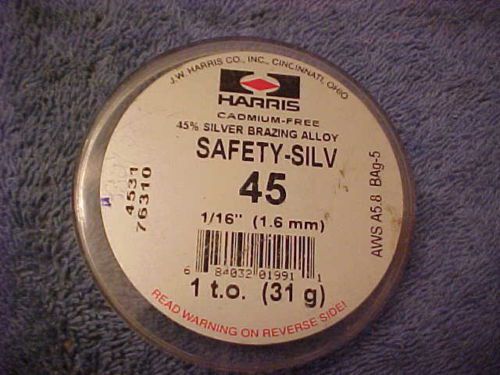 J.W. HARRIS CO., INC., CINCINNATI, OHIO
HARRIS
CADMIUM-FREE
45% SILVER BRAZING ALLOY
SAFETY-SILV
45
1/16" (1.6 mm)
4531
76310
AWS A5.8 BAg-5
6 84032 01991 1
1 t.o. (31 g)
READ WARNING ON REVERSE SIDE!